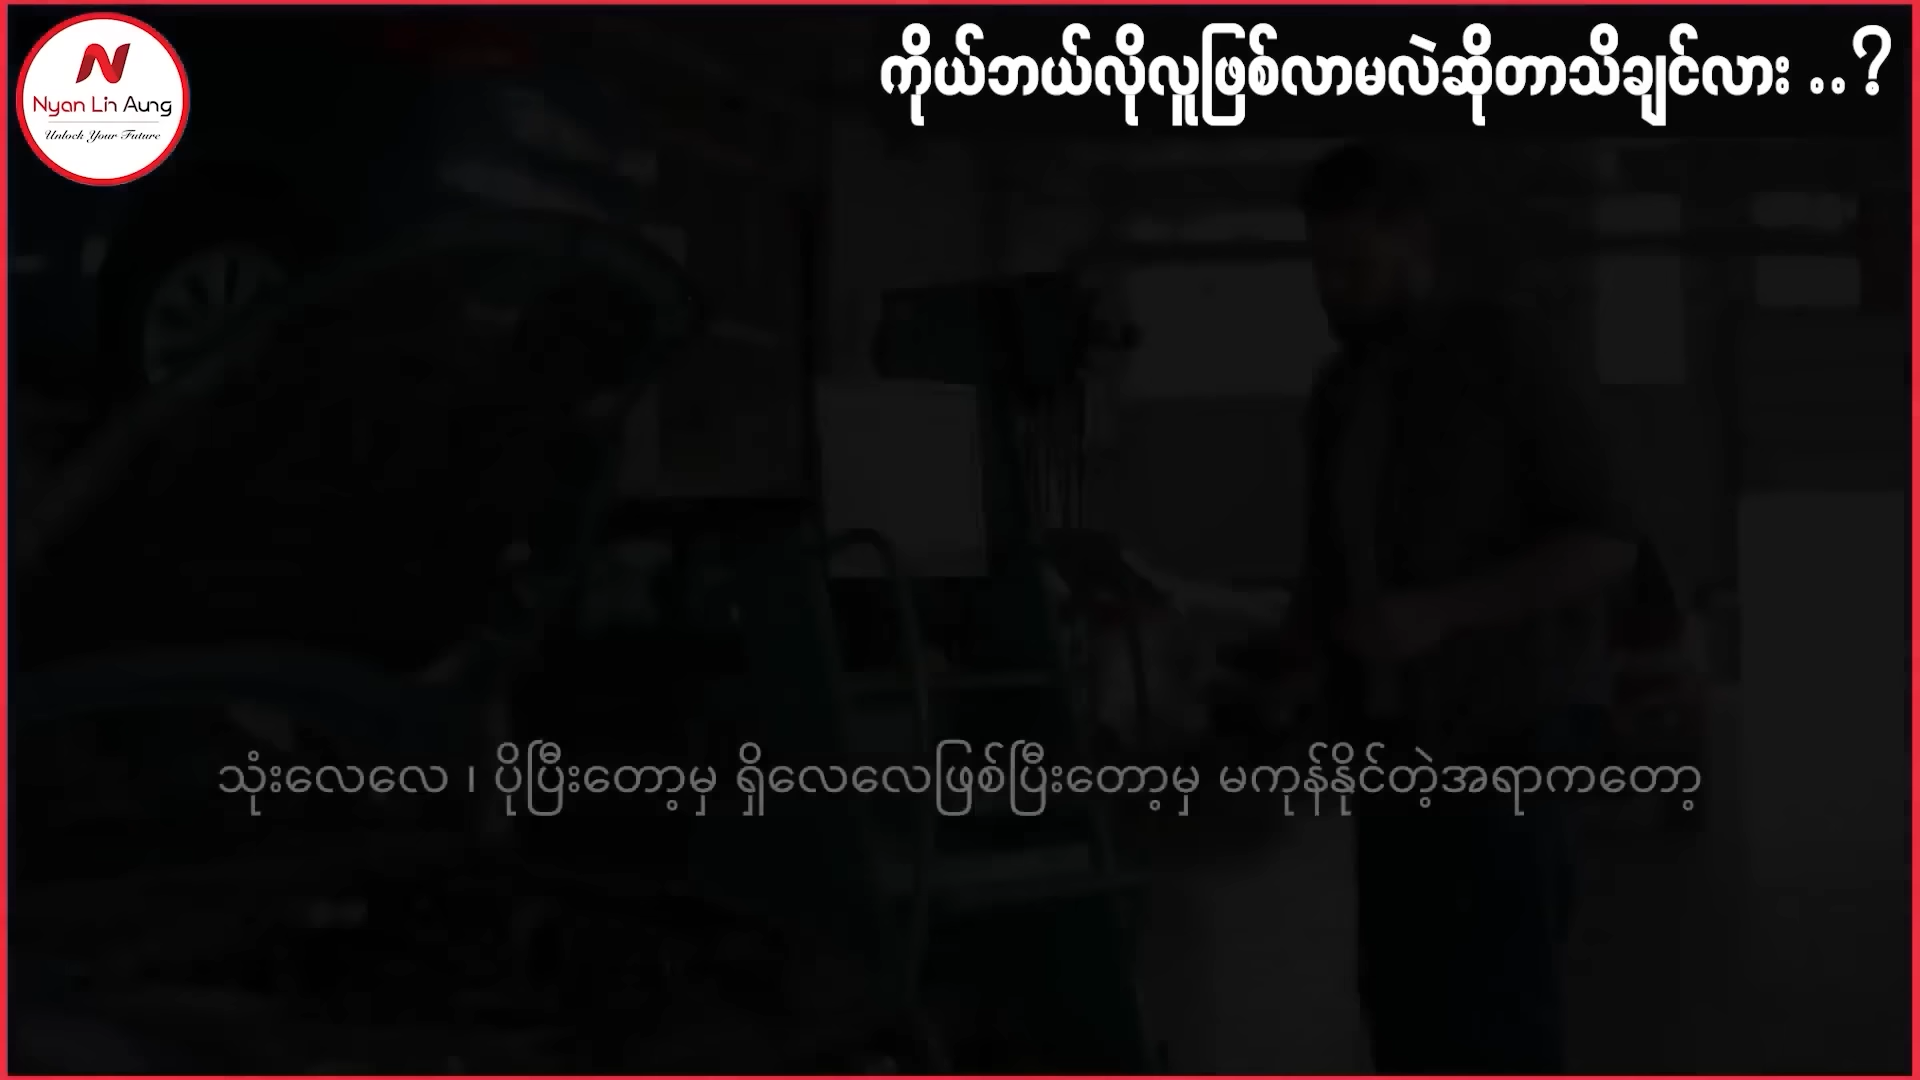 ကိုယ်ဘယ်လိုလူဖြစ်လာမလဲဆိုတာသိချင်လား ..?
N
Nyan Lin Aung
Unlock Your Future
သုံးလေလေ ၊ ပိုပြီးတော့မှ ရှိလေလေဖြစ်ပြီးတော့မှ မကုန်နိုင်တဲ့အရာကတော့